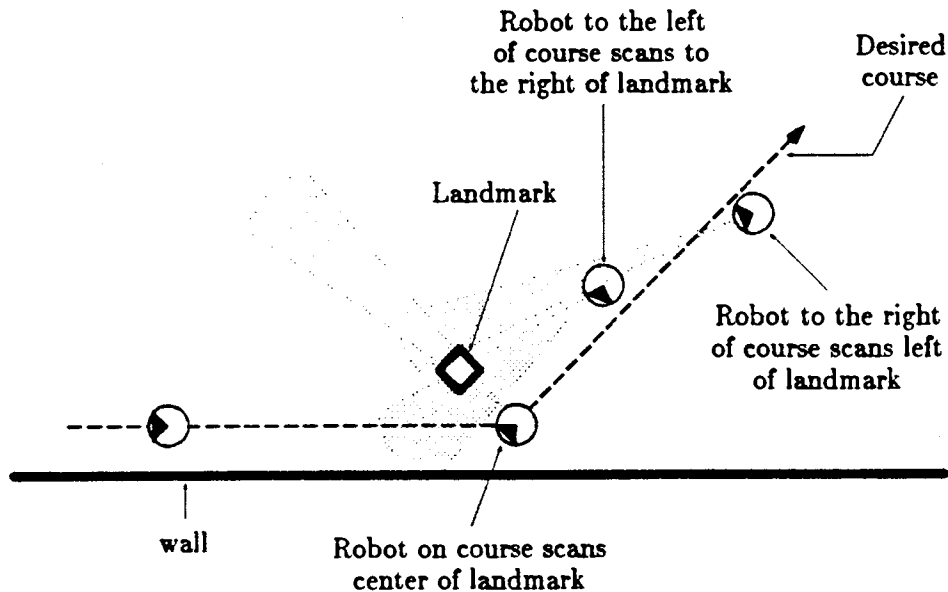 Robot to the left
of course scans to
the right of landmark
Desired
course
Landmark
Robot to the right
of course scans left
of landmark
wall
Robot on course scans
center of landmark